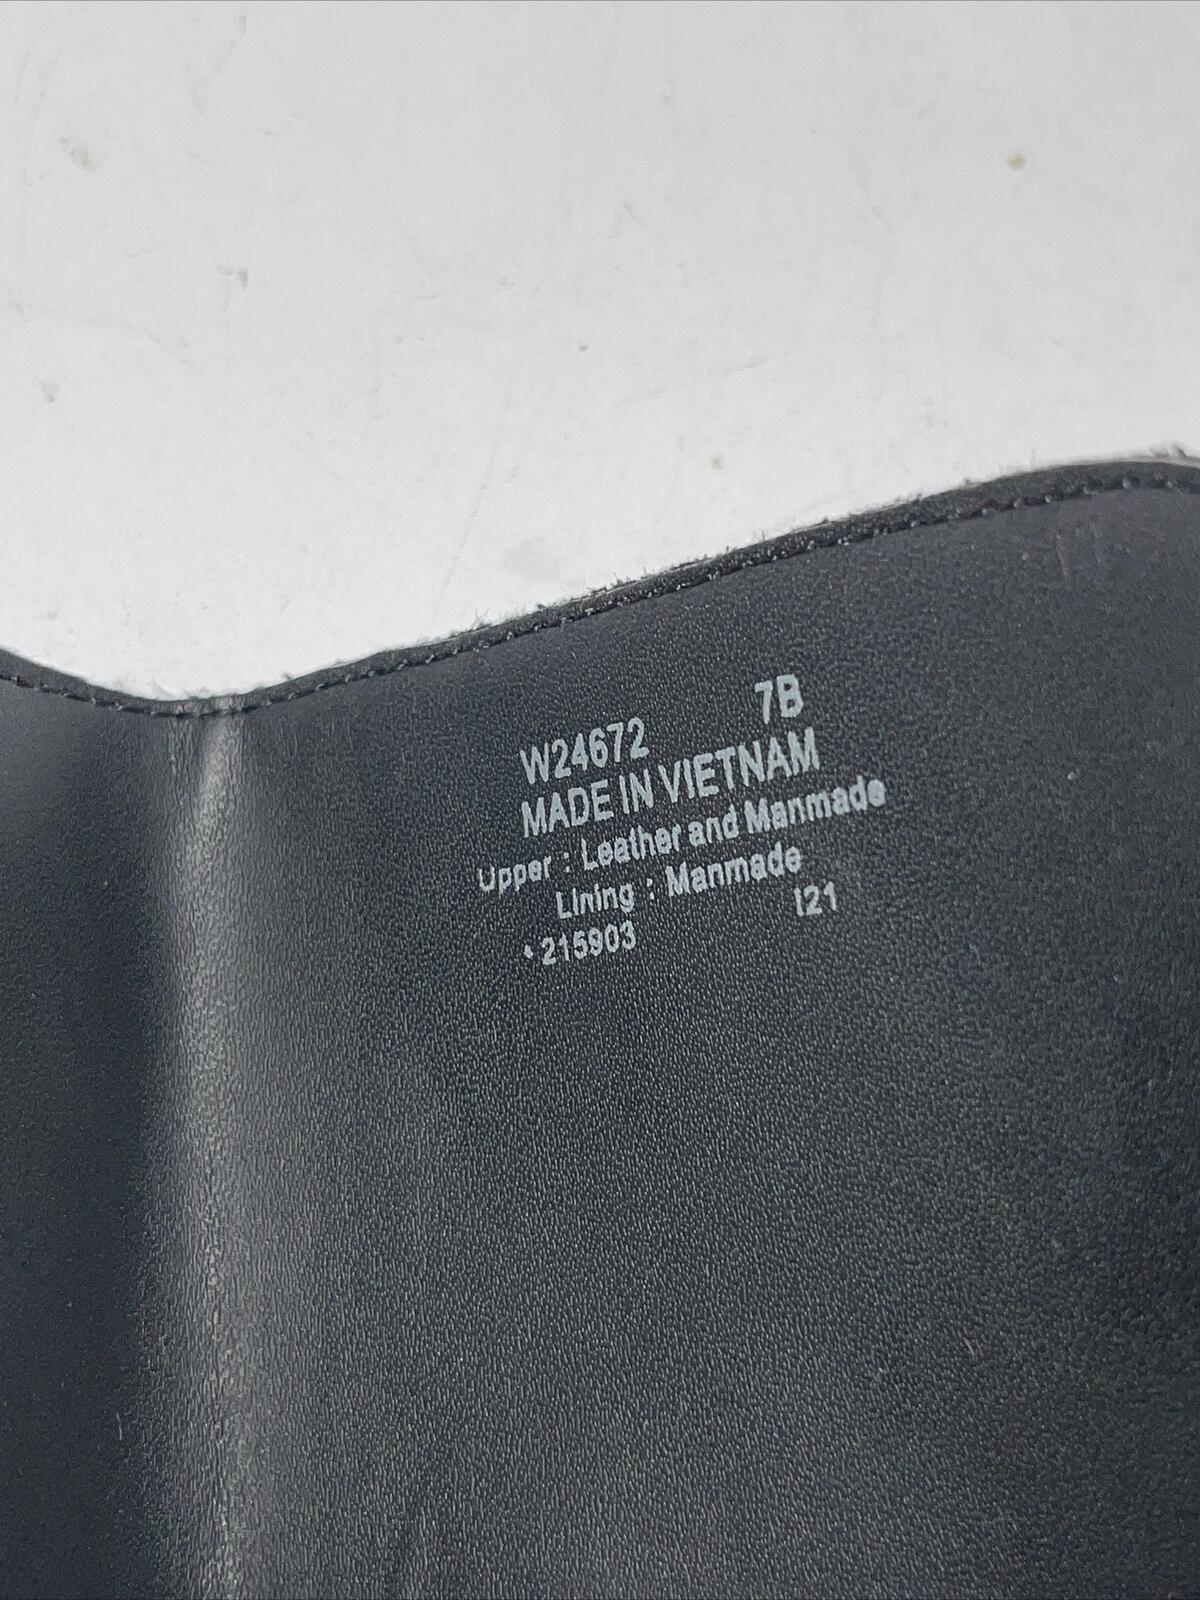 W24672 7B
MADE IN VIETNAM
Upper : Leather and Manmade
Lining : Manmade
I21
*215903